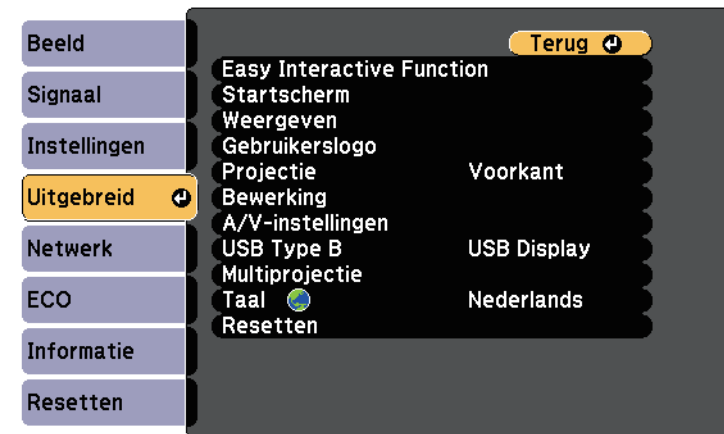 Beeld
Signaal
Instellingen
Uitgebreid
Netwerk
ECO
Informatie
Resetten
Terug
Easy Interactive Function
Startscherm
Weergeven
Gebruikerslogo
Projectie Voorkant
Bewerking
A/V-instellingen
USB Type B USB Display
Multiprojectie
Taal Nederlands
Resetten